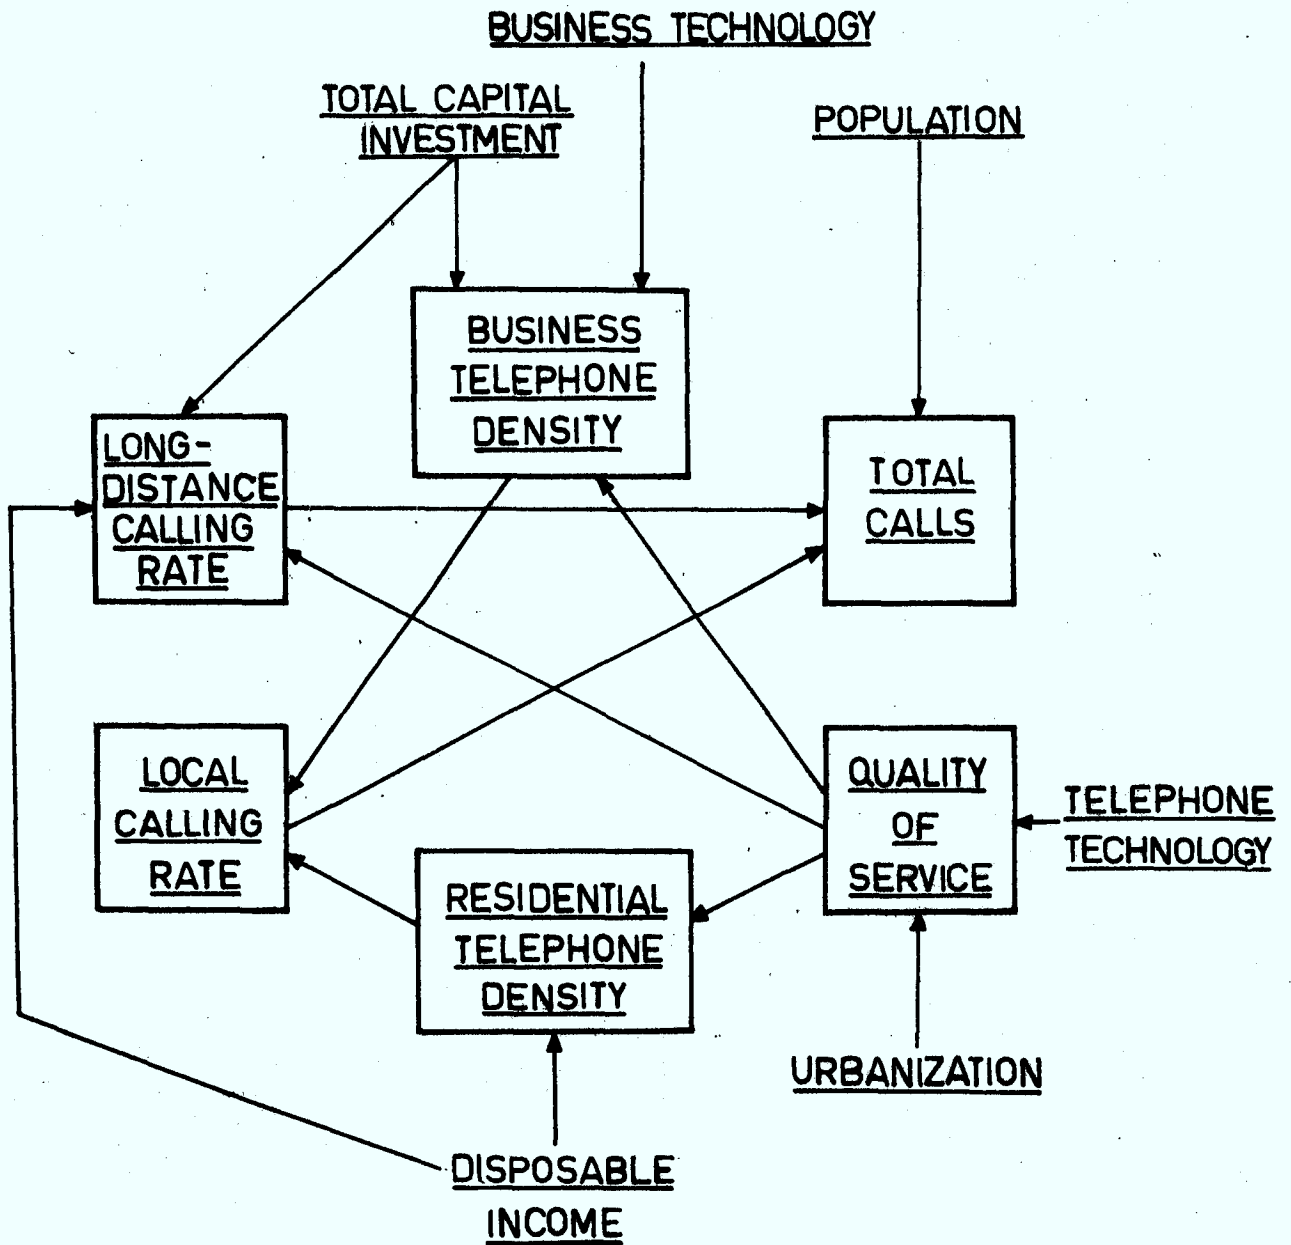 BUSINESS TECHNOLOGY
TOTAL CAPITAL
INVESTMENT
POPULATION
BUSINESS
TELEPHONE
DENSITY
LONG-
DISTANCE
CALLING
RATE
TOTAL
CALLS
LOCAL
CALLING
RATE
QUALITY
OF
SERVICE
TELEPHONE
TECHNOLOGY
RESIDENTIAL
TELEPHONE
DENSITY
URBANIZATION
DISPOSABLE
INCOME